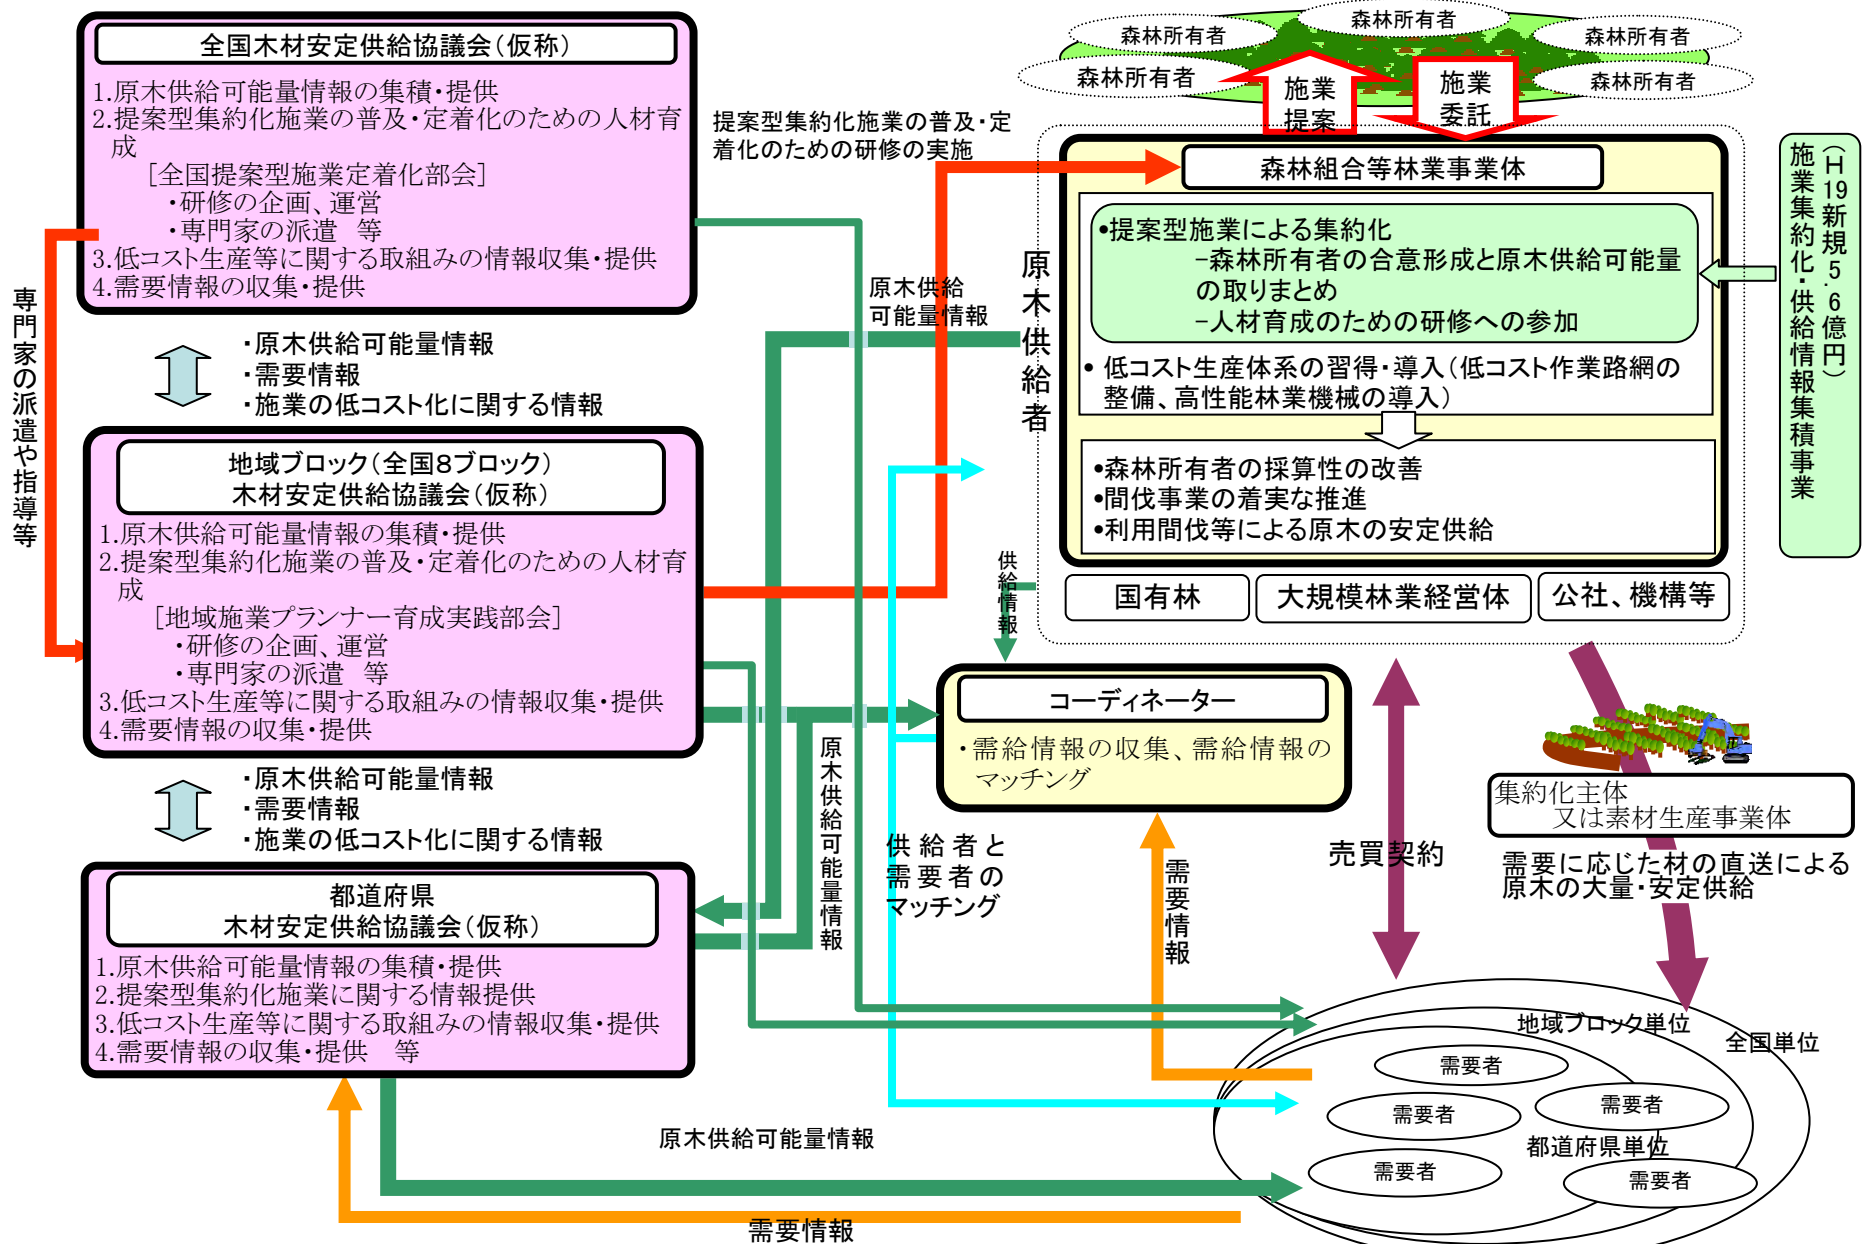 全国木材安定供給協議会(仮称)
1.原木供給可能量情報の集積・提供
2.提案型集約化施業の普及・定着化のための人材育
成
[全国提案型施業定着化部会]
・研修の企画、運営
・専門家の派遣 等
3.低コスト生産等に関する取組みの情報収集・提供
4.需要情報の収集・提供
専門家の派遣や指導等
・原木供給可能量情報
・需要情報
・施業の低コスト化に関する情報
地域ブロック(全国8ブロック)
木材安定供給協議会(仮称)
1.原木供給可能量情報の集積・提供
2.提案型集約化施業の普及・定着化のための人材育
成
[地域施業プランナー育成実践部会]
・研修の企画、運営
・専門家の派遣 等
3.低コスト生産等に関する取組みの情報収集・提供
4.需要情報の収集・提供
・原木供給可能量情報
・需要情報
・施業の低コスト化に関する情報
都道府県
木材安定供給協議会(仮称)
1.原木供給可能量情報の集積・提供
2.提案型集約化施業に関する情報提供
3.低コスト生産等に関する取組みの情報収集・提供
4.需要情報の収集・提供 等
提案型集約化施業の普及・定
着化のための研修の実施
原木供給
可能量情報
原木供給者
森林所有者
森林所有者
森林所有者
森林所有者
森林所有者
施業
提案
施業
委託
森林組合等林業事業体
•提案型施業による集約化
−森林所有者の合意形成と原木供給可能量
の取りまとめ
−人材育成のための研修への参加
• 低コスト生産体系の習得・導入(低コスト作業路網の
整備、高性能林業機械の導入)
•森林所有者の採算性の改善
•間伐事業の着実な推進
•利用間伐等による原木の安定供給
国有林
大規模林業経営体
公社、機構等
(H19新規5.6億円)
施業集約化・供給情報集積事業
供給情報
コーディネーター
・需給情報の収集、需給情報の
マッチング
原木供給可能量情報
供給者と
需要者の
マッチング
需要情報
売買契約
集約化主体
又は素材生産事業体
需要に応じた材の直送による
原木の大量・安定供給
地域ブロック単位
全国単位
需要者
需要者
需要者
都道府県単位
需要者
需要者
原木供給可能量情報
需要情報